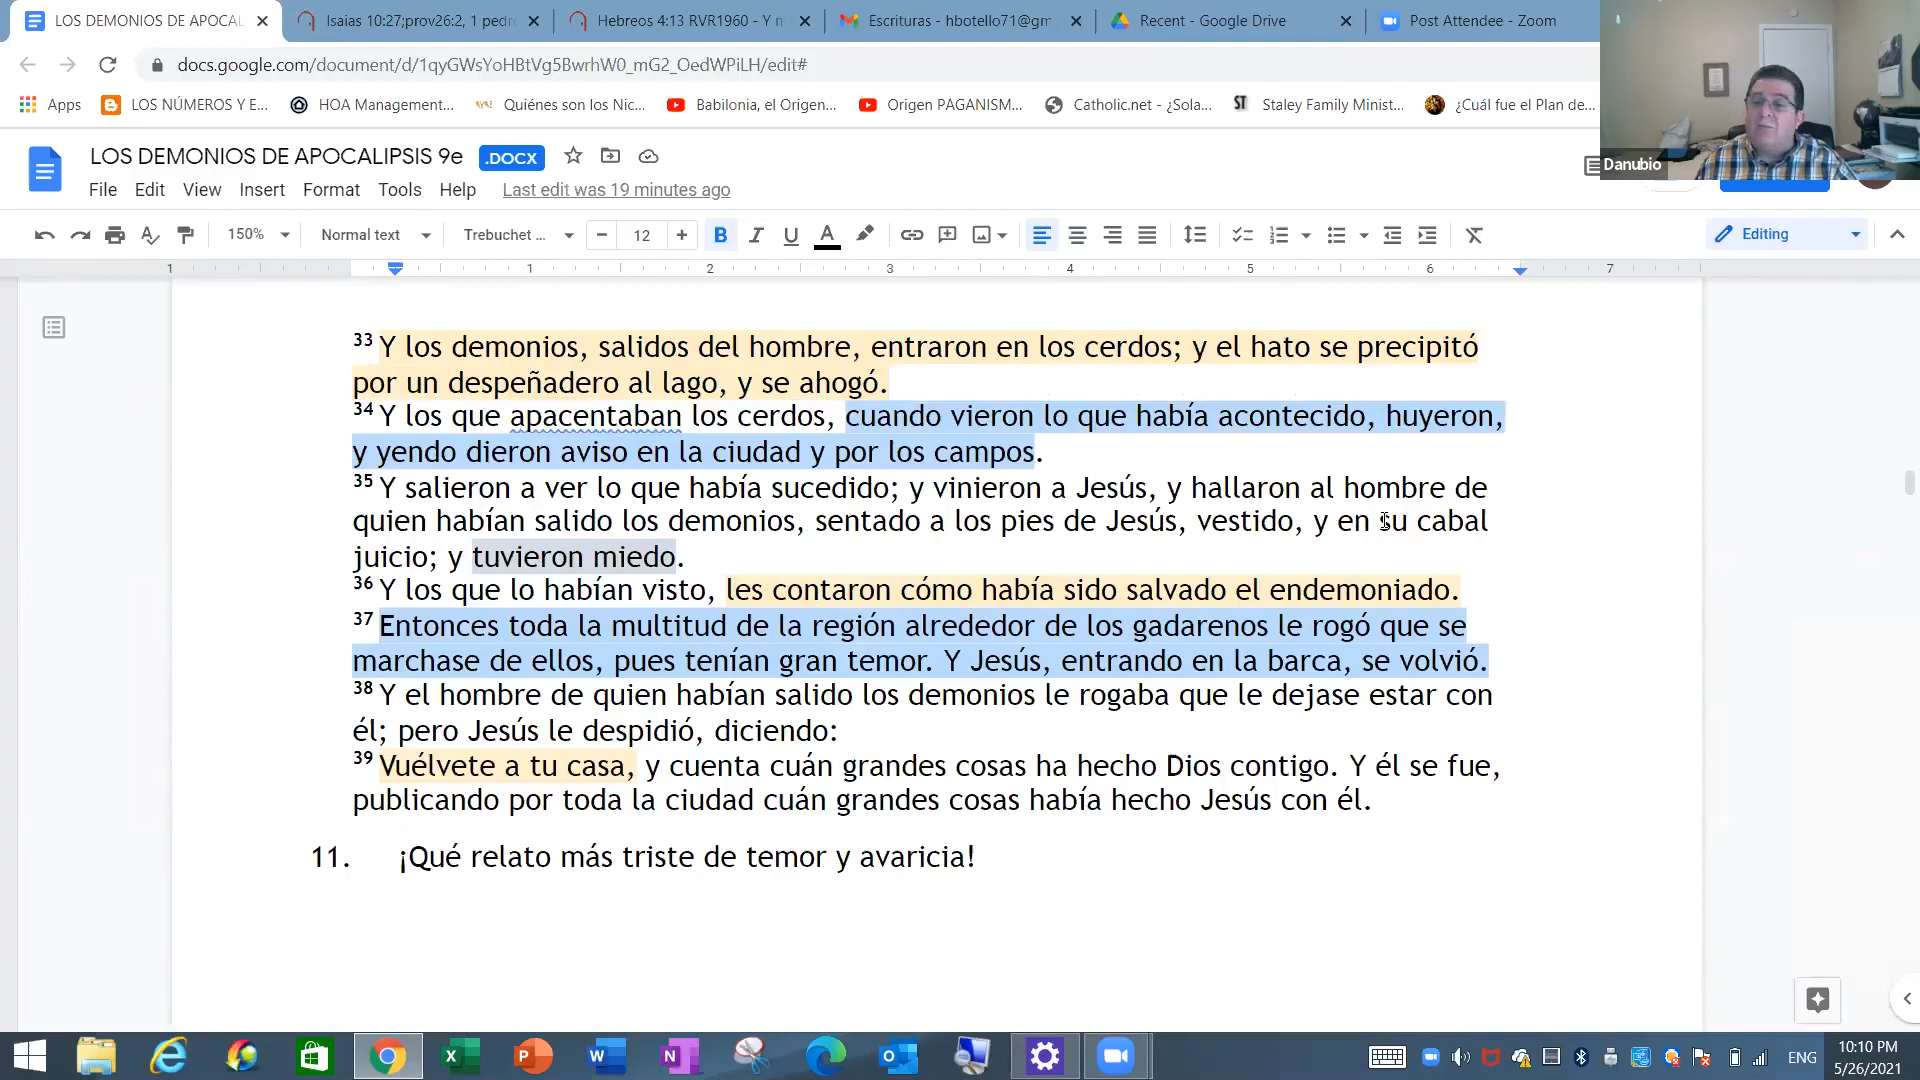 LOS DEMONIOS DE APOCAL
Isaias 10:27;prov26:2, 1 ped
Hebreos 4:13 RVR1960 - Y n
Escrituras - hbotello71@gm
Recent - Google Drive
Post Attendee - Zoom
docs.google.com/document/d/1qyGWsYoHBtVg5BwrhW0_mG2_OedWPiLH/edit#
Apps
LOS NÚMEROS Y E...
HOA Management...
Quiénes son los Nic...
Babilonia, el Origen...
Origen PAGANISM...
Catholic.net - ¿Sola...
ST
Staley Family Minist...
¿Cuál fue el Plan de...
Danubio
LOS DEMONIOS DE APOCALIPSIS 9e
.DOCX
File Edit View Insert Format Tools Help
Last edit was 19 minutes ago
150% Normal text Trebuchet ... 12 B I U A Editing
1 1 2 3 4 5 6 7
33 Y los demonios, salidos del hombre, entraron en los cerdos; y el hato se precipitó
por un despeñadero al lago, y se ahogó.
34 Y los que apacentaban los cerdos, cuando vieron lo que había acontecido, huyeron,
y yendo dieron aviso en la ciudad y por los campos.
35 Y salieron a ver lo que había sucedido; y vinieron a Jesús, y hallaron al hombre de
quien habían salido los demonios, sentado a los pies de Jesús, vestido, y en su cabal
juicio; y tuvieron miedo.
36 Y los que lo habían visto, les contaron cómo había sido salvado el endemoniado.
37 Entonces toda la multitud de la región alrededor de los gadarenos le rogó que se
marchase de ellos, pues tenían gran temor. Y Jesús, entrando en la barca, se volvió.
38 Y el hombre de quien habían salido los demonios le rogaba que le dejase estar con
él; pero Jesús le despidió, diciendo:
39 Vuélvete a tu casa, y cuenta cuán grandes cosas ha hecho Dios contigo. Y él se fue,
publicando por toda la ciudad cuán grandes cosas había hecho Jesús con él.
11. ¡Qué relato más triste de temor y avaricia!
ENG
10:10 PM
5/26/2021